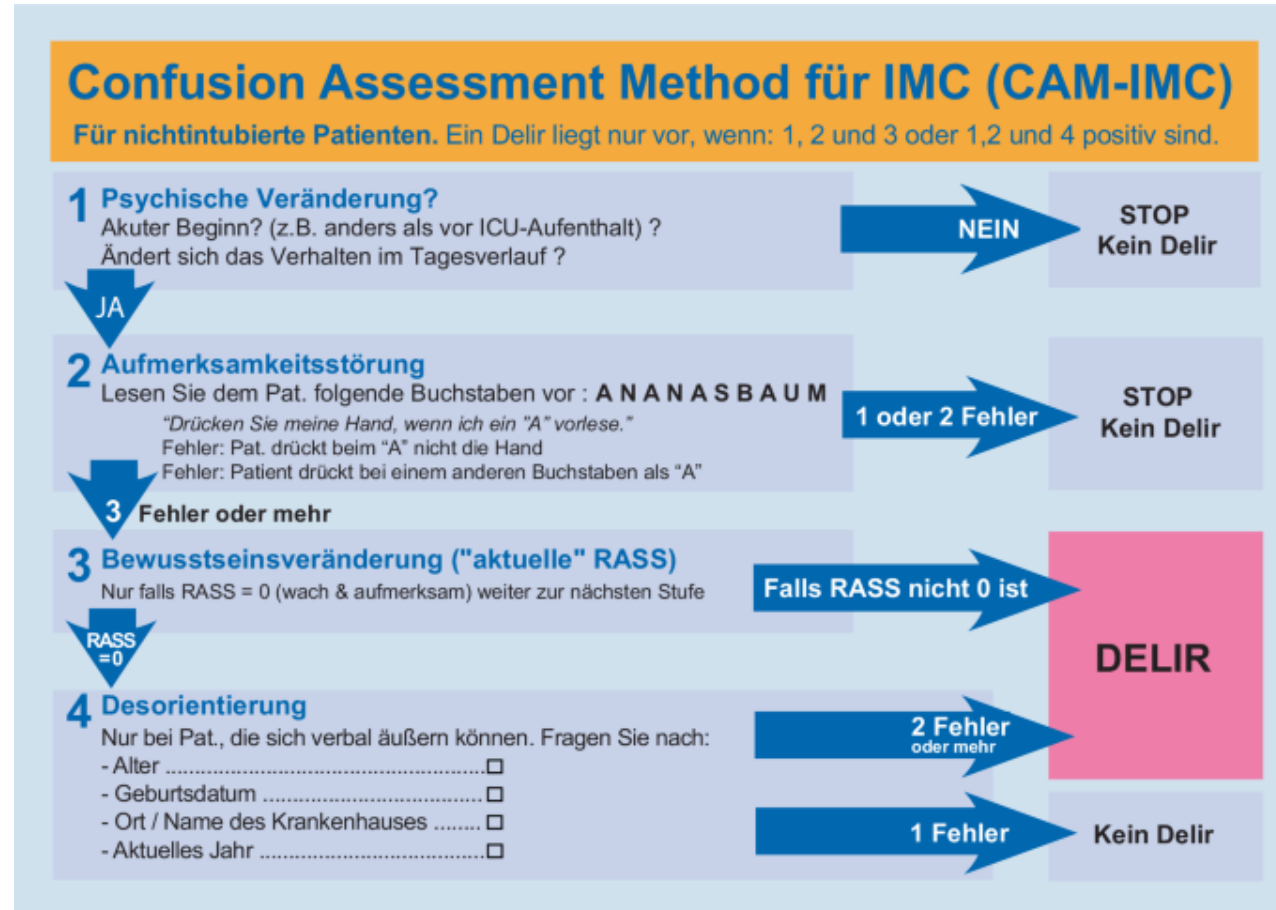 Confusion Assessment Method für IMC (CAM-IMC)
Für nichtintubierte Patienten. Ein Delir liegt nur vor, wenn: 1, 2 und 3 oder 1,2 und 4 positiv sind.
1 Psychische Veränderung?
Akuter Beginn? (z.B. anders als vor ICU-Aufenthalt) ?
Ändert sich das Verhalten im Tagesverlauf ?
NEIN
STOP
Kein Delir
JA
2 Aufmerksamkeitsstörung
Lesen Sie dem Pat. folgende Buchstaben vor : A N A N A S B A U M
"Drücken Sie meine Hand, wenn ich ein "A" vorlese."
Fehler: Pat. drückt beim “A” nicht die Hand
Fehler: Patient drückt bei einem anderen Buchstaben als “A”
1 oder 2 Fehler
STOP
Kein Delir
3 Fehler oder mehr
3 Bewusstseinsveränderung ("aktuelle" RASS)
Nur falls RASS = 0 (wach & aufmerksam) weiter zur nächsten Stufe
Falls RASS nicht 0 ist
DELIR
RASS
=0
4 Desorientierung
Nur bei Pat., die sich verbal äußern können. Fragen Sie nach:
- Alter ........................................................☐
- Geburtsdatum ......................................☐
- Ort / Name des Krankenhauses ........☐
- Aktuelles Jahr .......................................☐
2 Fehler
oder mehr
1 Fehler
Kein Delir